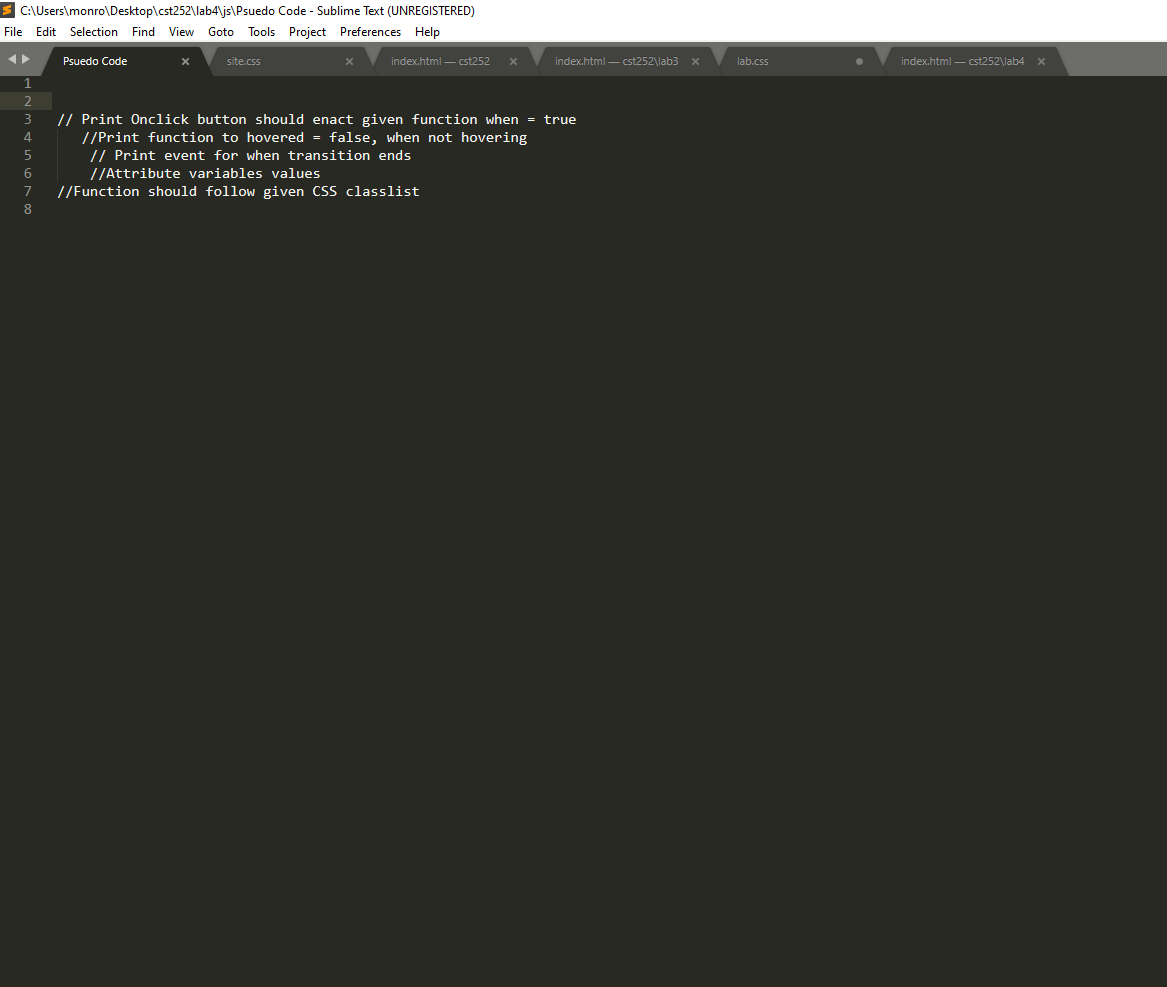 C:\Users\monro\Desktop\cst252\lab4\js\Psuedo Code - Sublime Text (UNREGISTERED)
File Edit Selection Find View Goto Tools Project Preferences Help
Psuedo Code site.css index.html — cst252 index.html — cst252\lab3 lab.css index.html — cst252\lab4
1
2
3 // Print Onclick button should enact given function when = true
4 //Print function to hovered = false, when not hovering
5 // Print event for when transition ends
6 //Attribute variables values
7 //Function should follow given CSS classlist
8